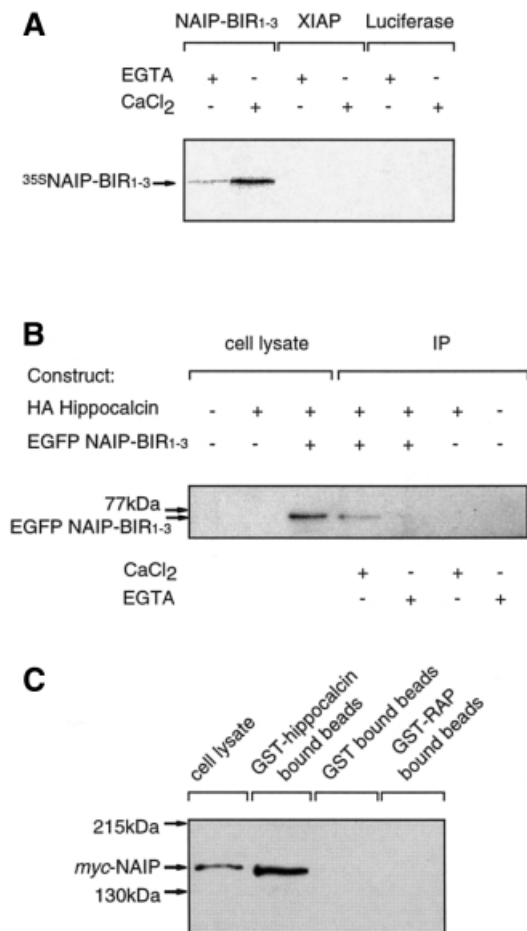 A
NAIP-BIR1-3 XIAP Luciferase
EGTA + - + - + -
CaCl2 - + - + - +
35SNAIP-BIR1-3
B
cell lysate IP
Construct:
HA Hippocalcin - + + + + + -
EGFP NAIP-BIR1-3 - - + + + - -
77kDa
EGFP NAIP-BIR1-3
CaCl2 + - + -
EGTA - + - +
C
cell lysate
GST-hippocalcin bound beads
GST bound beads
GST-RAP bound beads
215kDa
myc-NAIP
130kDa